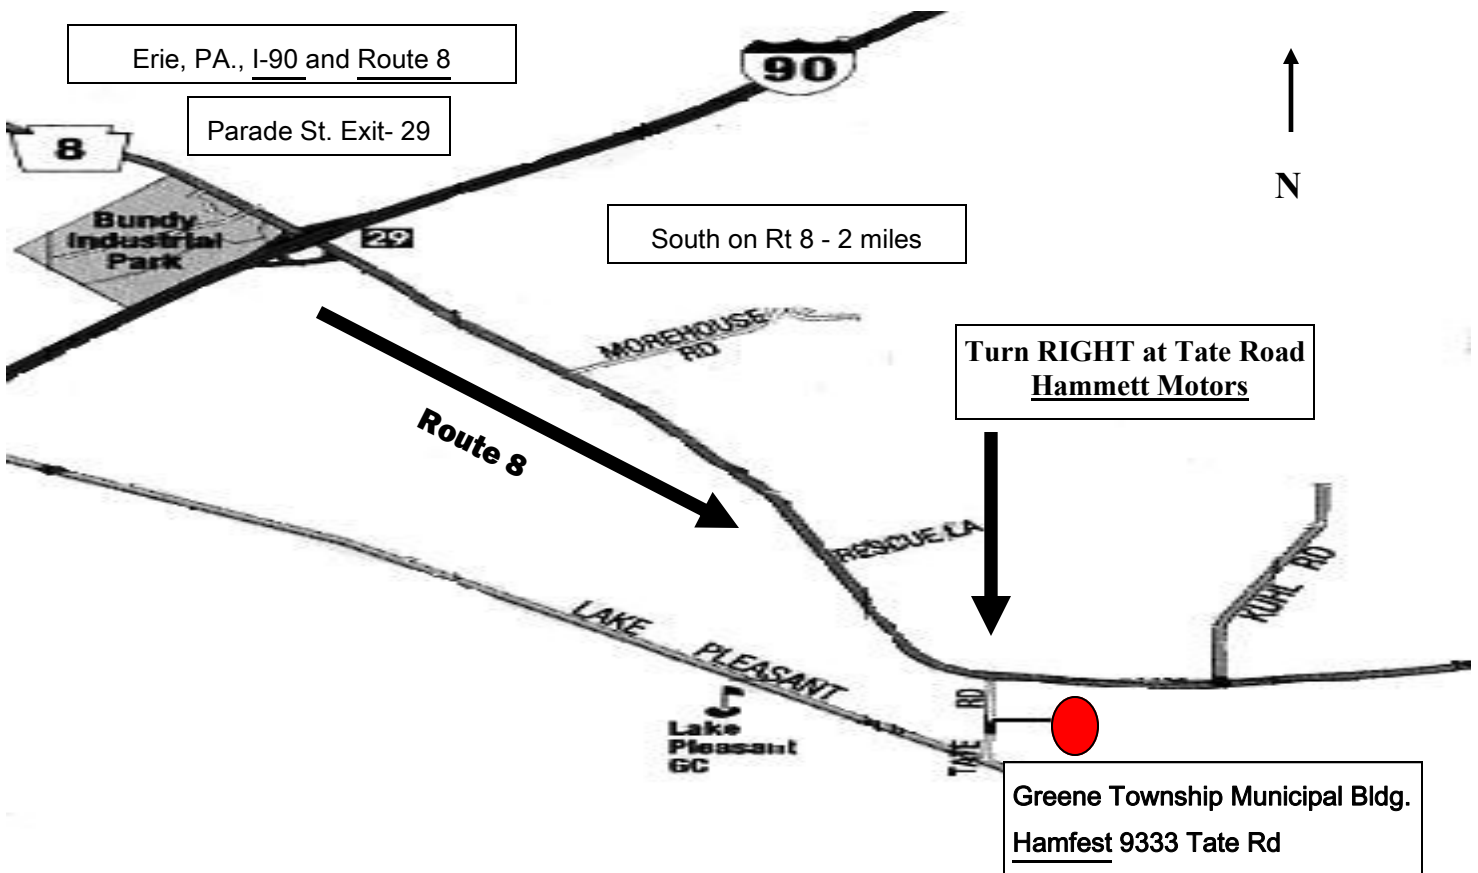 Erie, PA., I-90 and Route 8
90
Parade St. Exit- 29
8
N
Bundy
Industrial
Park
29
South on Rt 8 - 2 miles
MOREHOUSE
RD
Turn RIGHT at Tate Road
Hammett Motors
Route 8
RESCUE LA
KUHL RD
LAKE PLEASANT
TATE RD
Lake
Pleasant
GC
Greene Township Municipal Bldg.
Hamfest 9333 Tate Rd